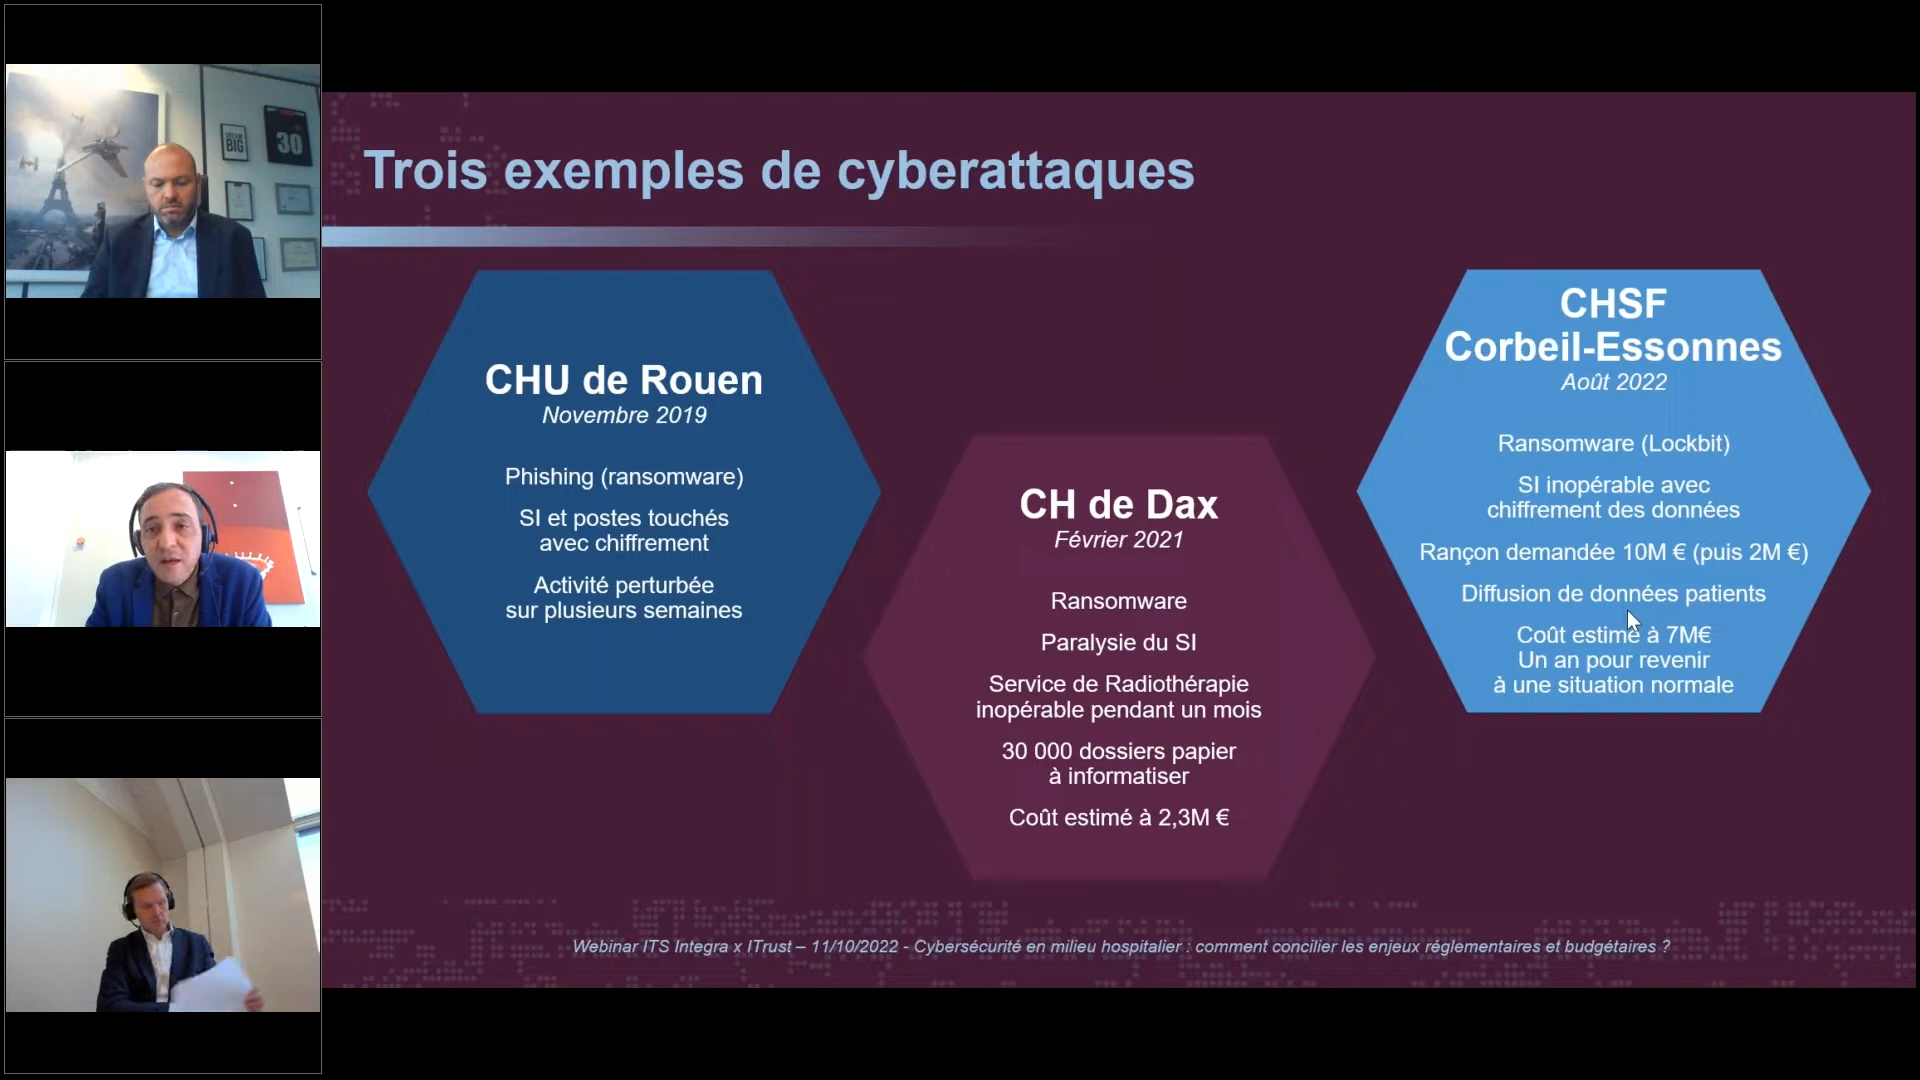 DREAM
BIG
30
Trois exemples de cyberattaques
CHU de Rouen
Novembre 2019
Phishing (ransomware)
SI et postes touchés
avec chiffrement
Activité perturbée
sur plusieurs semaines
CH de Dax
Février 2021
Ransomware
Paralysie du SI
Service de Radiothérapie
inopérable pendant un mois
30 000 dossiers papier
à informatiser
Coût estimé à 2,3M €
CHSF
Corbeil-Essonnes
Août 2022
Ransomware (Lockbit)
SI inopérable avec
chiffrement des données
Rançon demandée 10M € (puis 2M €)
Diffusion de données patients
Coût estimé à 7M€
Un an pour revenir
à une situation normale
Webinar ITS Integra x ITrust – 11/10/2022 - Cybersécurité en milieu hospitalier : comment concilier les enjeux réglementaires et budgétaires ?